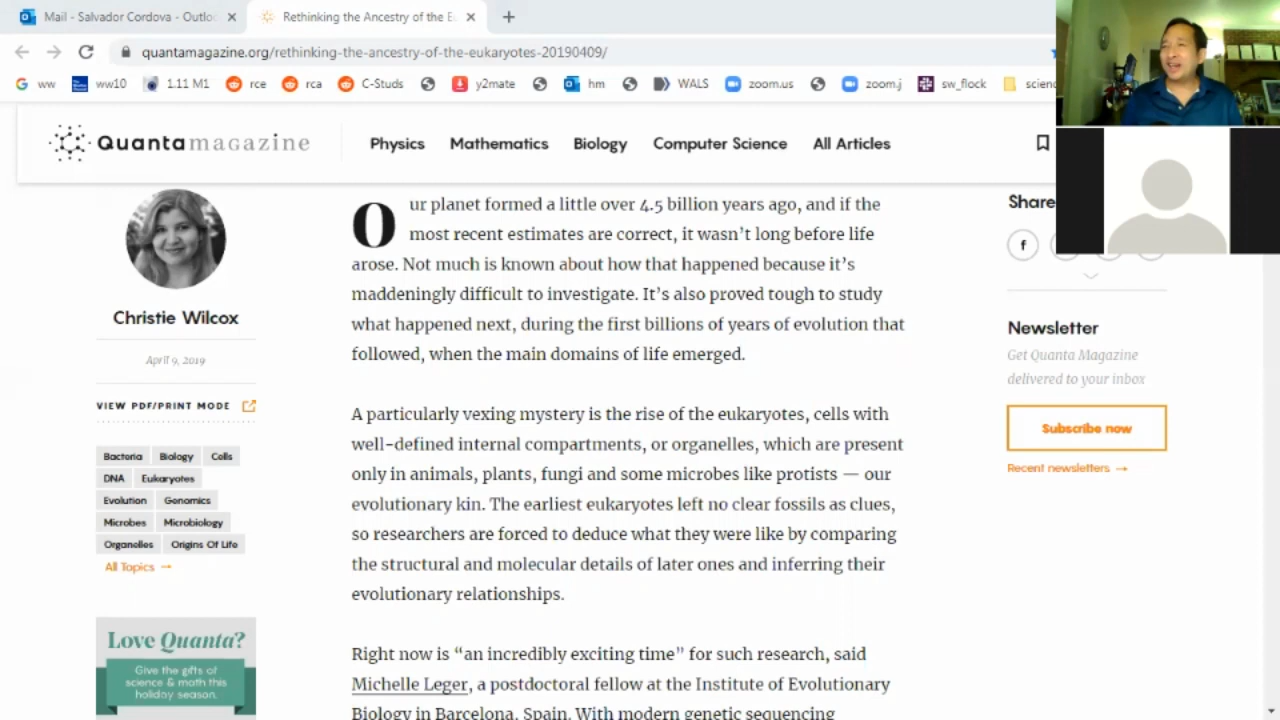 Mail - Salvador Cordova - Outlo
Rethinking the Ancestry of the E
quantamagazine.org/rethinking-the-ancestry-of-the-eukaryotes-20190409/
ww
ww10
1.11 M1
rce
rca
C-Studs
y2mate
hm
WALS
zoom.us
zoom.j
sw_flock
scienc
Quantamagazine
Physics
Mathematics
Biology
Computer Science
All Articles
Christie Wilcox
April 9, 2019
VIEW PDF/PRINT MODE
Bacteria
Biology
Cells
DNA
Eukaryotes
Evolution
Genomics
Microbes
Microbiology
Organelles
Origins Of Life
All Topics →
Love Quanta?
Give the gifts of
science & math this
holiday season.
Our planet formed a little over 4.5 billion years ago, and if the
most recent estimates are correct, it wasn’t long before life
arose. Not much is known about how that happened because it’s
maddeningly difficult to investigate. It’s also proved tough to study
what happened next, during the first billions of years of evolution that
followed, when the main domains of life emerged.
A particularly vexing mystery is the rise of the eukaryotes, cells with
well-defined internal compartments, or organelles, which are present
only in animals, plants, fungi and some microbes like protists — our
evolutionary kin. The earliest eukaryotes left no clear fossils as clues,
so researchers are forced to deduce what they were like by comparing
the structural and molecular details of later ones and inferring their
evolutionary relationships.
Right now is “an incredibly exciting time” for such research, said
Michelle Leger, a postdoctoral fellow at the Institute of Evolutionary
Biology in Barcelona, Spain. With modern genetic sequencing
Share
f
Newsletter
Get Quanta Magazine
delivered to your inbox
Subscribe now
Recent newsletters →